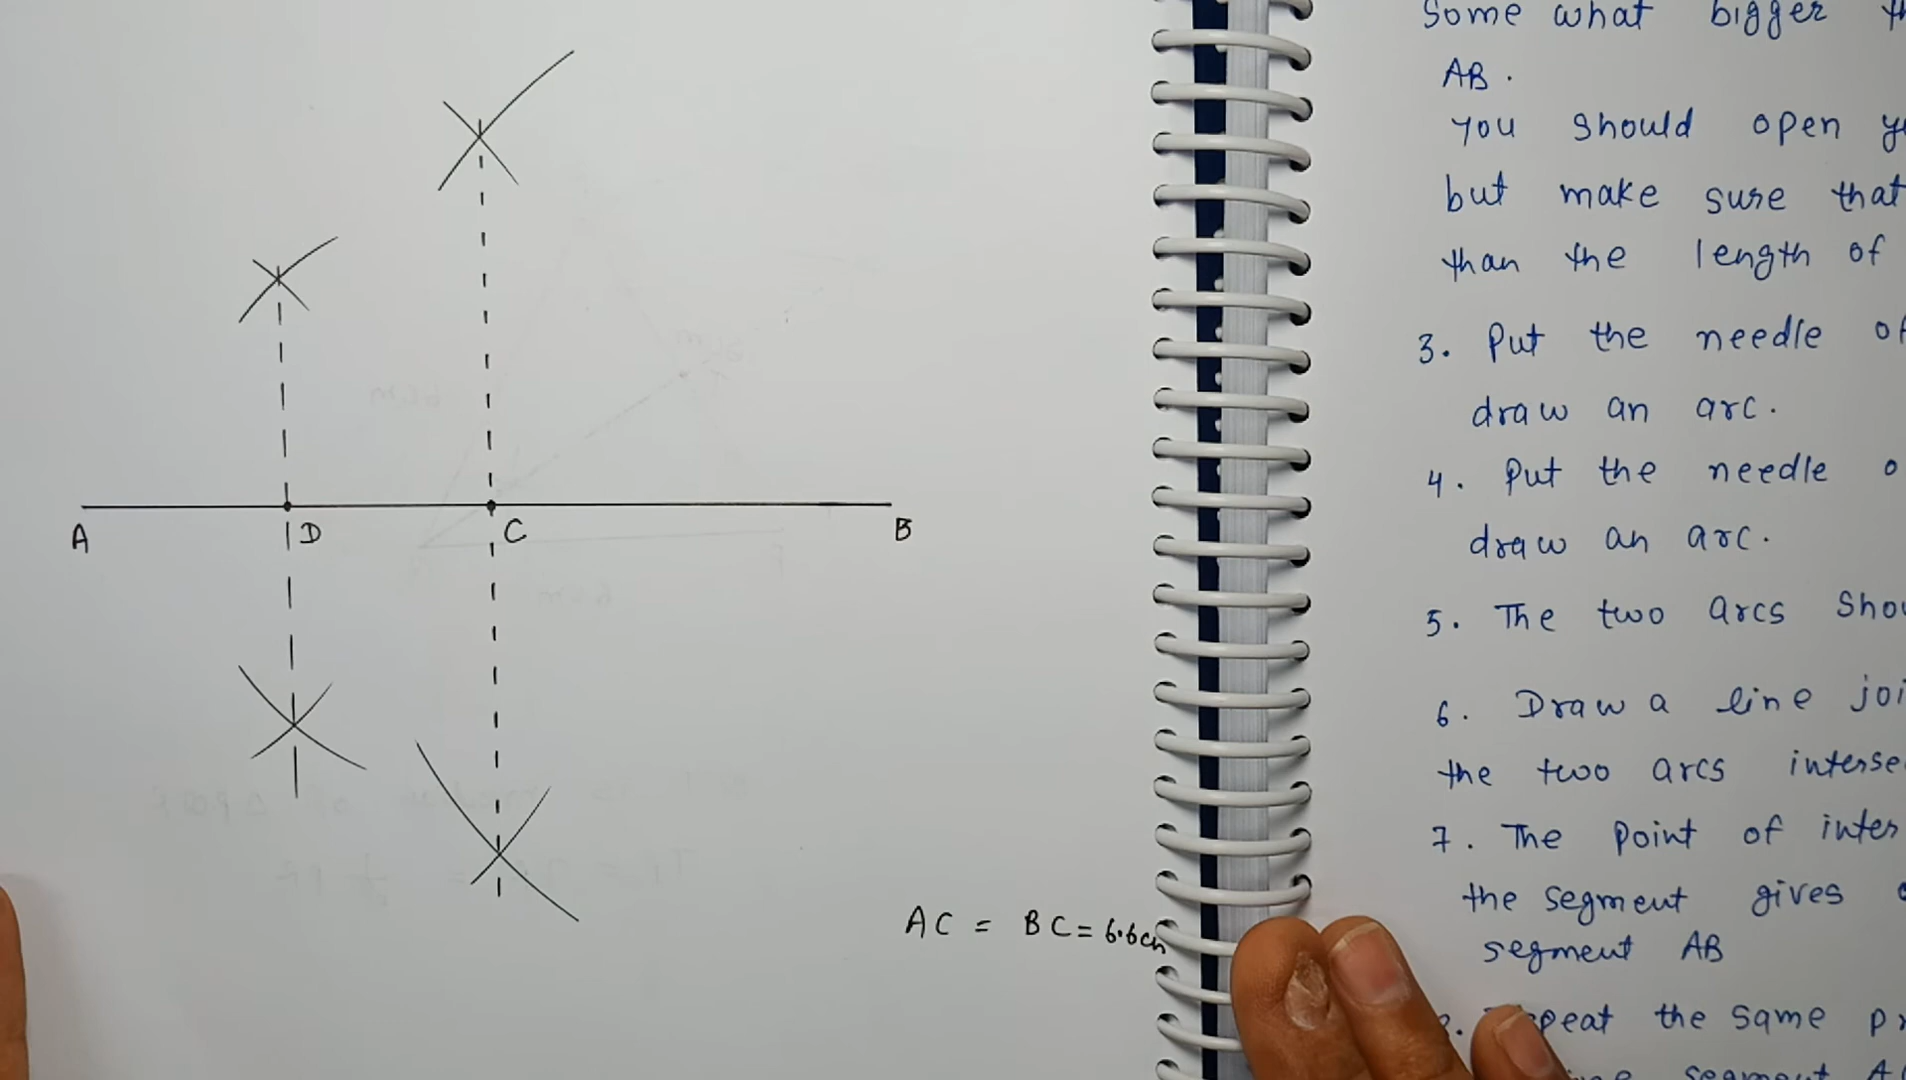 A
D
C
B
AC = BC = 6.6cm
Some what bigger
AB.
You should open
but make sure that
than the length of
3. Put the needle of
draw an arc.
4. Put the needle
draw an arc.
5. The two arcs
6. Draw a line
the two arcs
7. The point of
the segment gives
segment AB
the same
segment